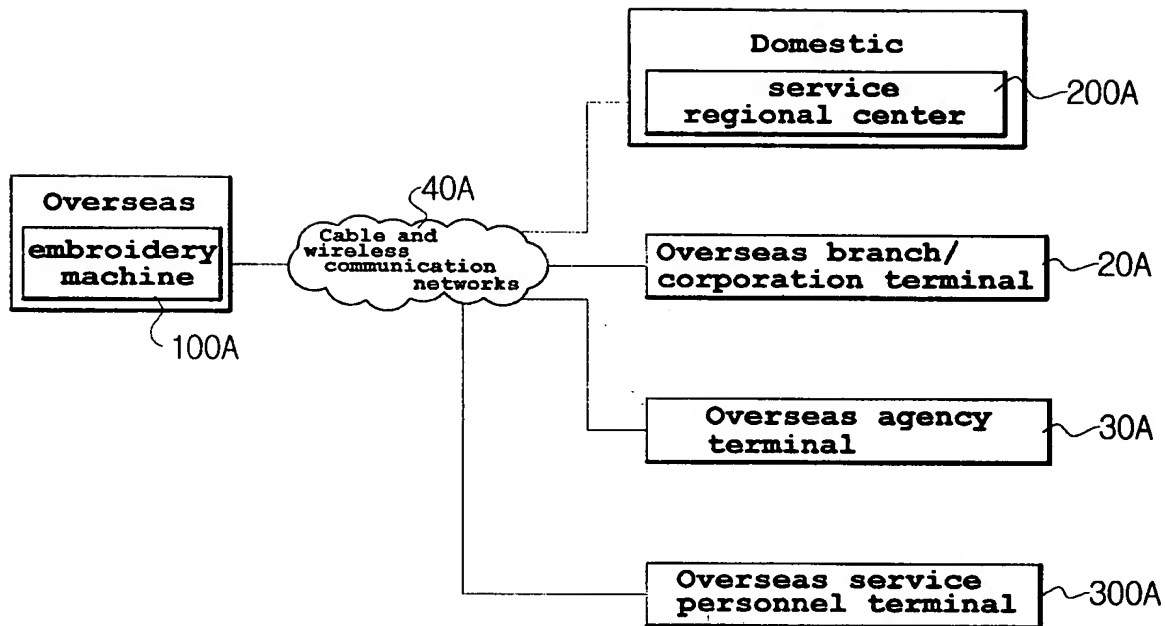 Domestic
service
regional center
200A
Overseas
embroidery
machine
100A
40A
Cable and
wireless
communication
networks
Overseas branch/
corporation terminal
20A
Overseas agency
terminal
30A
Overseas service
personnel terminal
300A